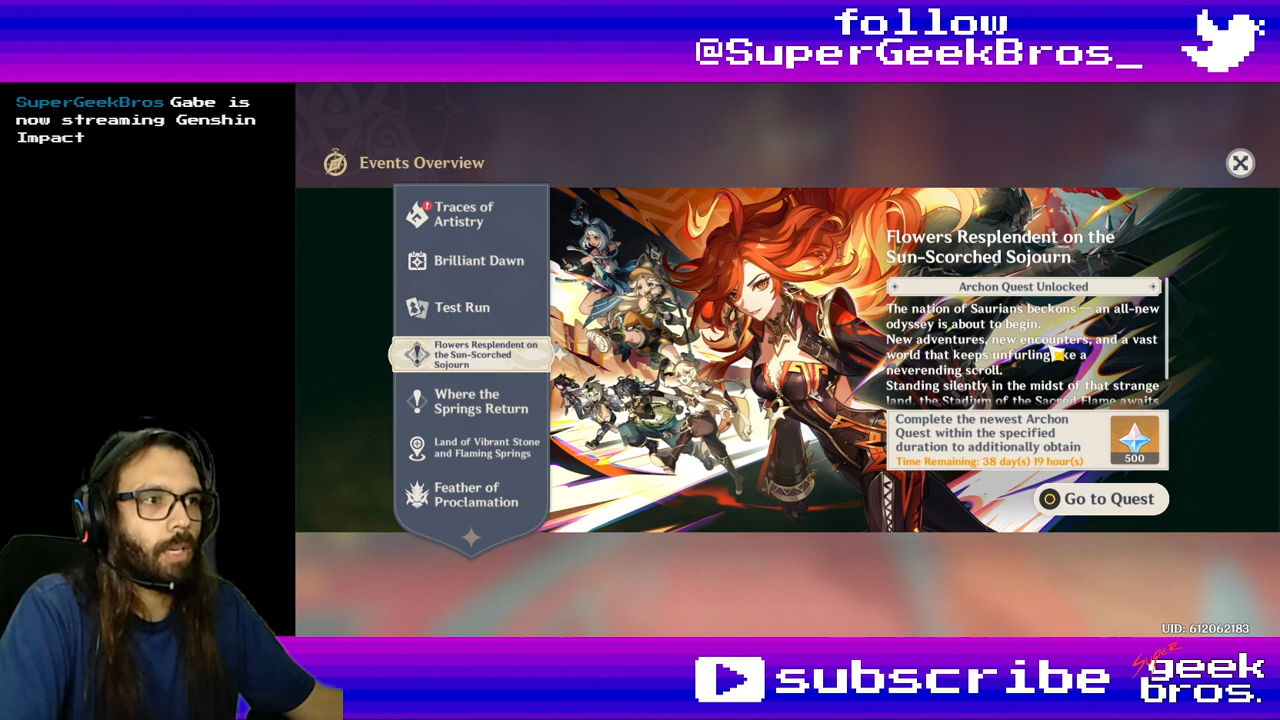 follow
@SuperGeekBros_
SuperGeekBros Gabe is
now streaming Genshin
Impact
Events Overview
Traces of
Artistry
Brilliant Dawn
Test Run
Flowers Resplendent on
the Sun-Scorched
Sojourn
Where the
Springs Return
Land of Vibrant Stone
and Flaming Springs
Feather of
Proclamation
Flowers Resplendent on the
Sun-Scorched Sojourn
Archon Quest Unlocked
The nation of Saurians beckons — an all-new
odyssey is about to begin.
New adventures, new encounters, and a vast
world that keeps unfurling like a
neverending scroll.
Standing silently in the midst of that strange
land, the Stadium of the Sacred Flame awaits
Complete the newest Archon
Quest within the specified
duration to additionally obtain
Time Remaining: 38 day(s) 19 hour(s)
500
Go to Quest
UID: 612062183
subscribe
super
geek
bros.